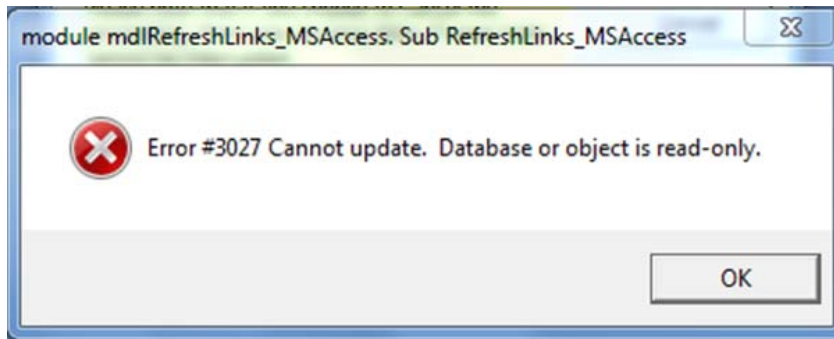 module mdlRefreshLinks_MSAccess. Sub RefreshLinks_MSAccess
Error #3027 Cannot update. Database or object is read-only.
OK